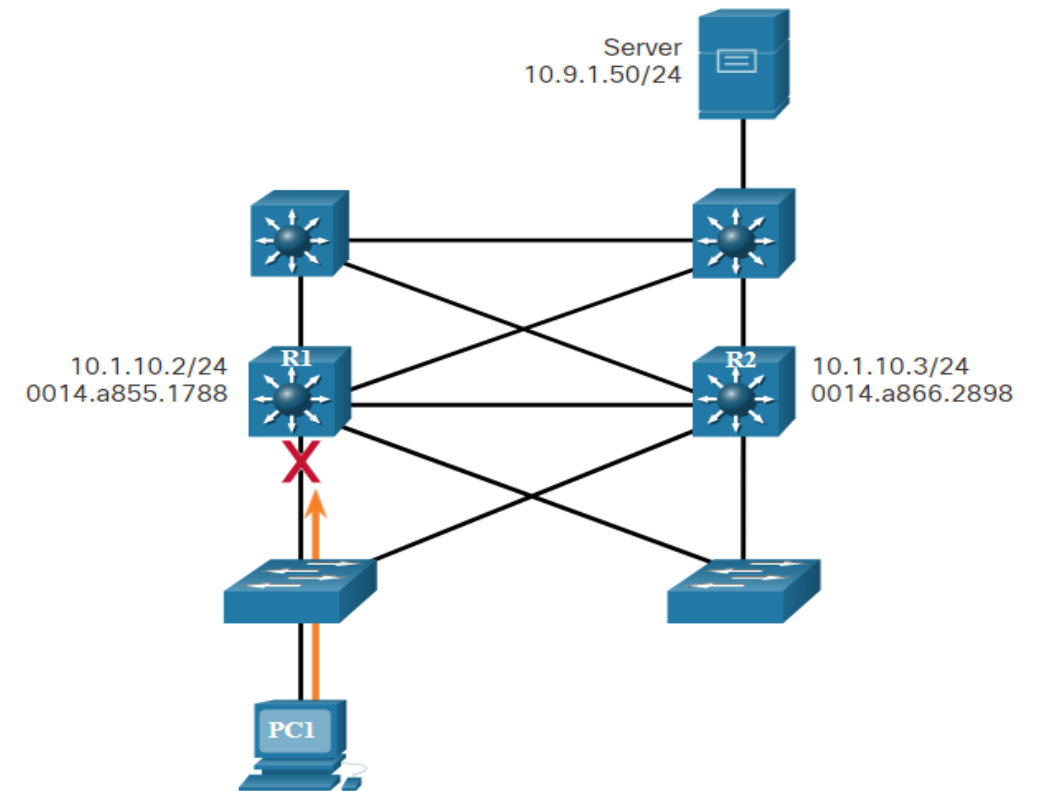 Server
10.9.1.50/24
R1
R2
10.1.10.2/24
0014.a855.1788
10.1.10.3/24
0014.a866.2898
X
PC1